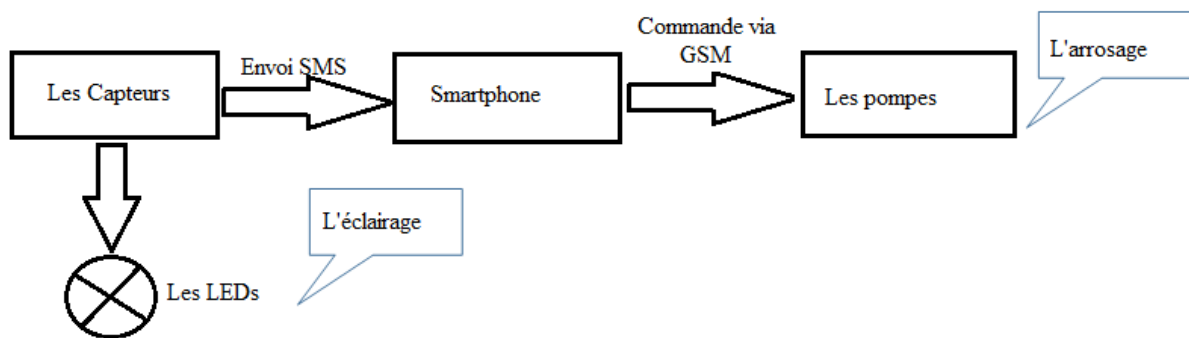 Les Capteurs
Envoi SMS
Smartphone
Commande via
GSM
Les pompes
L'arrosage
L'éclairage
Les LEDs